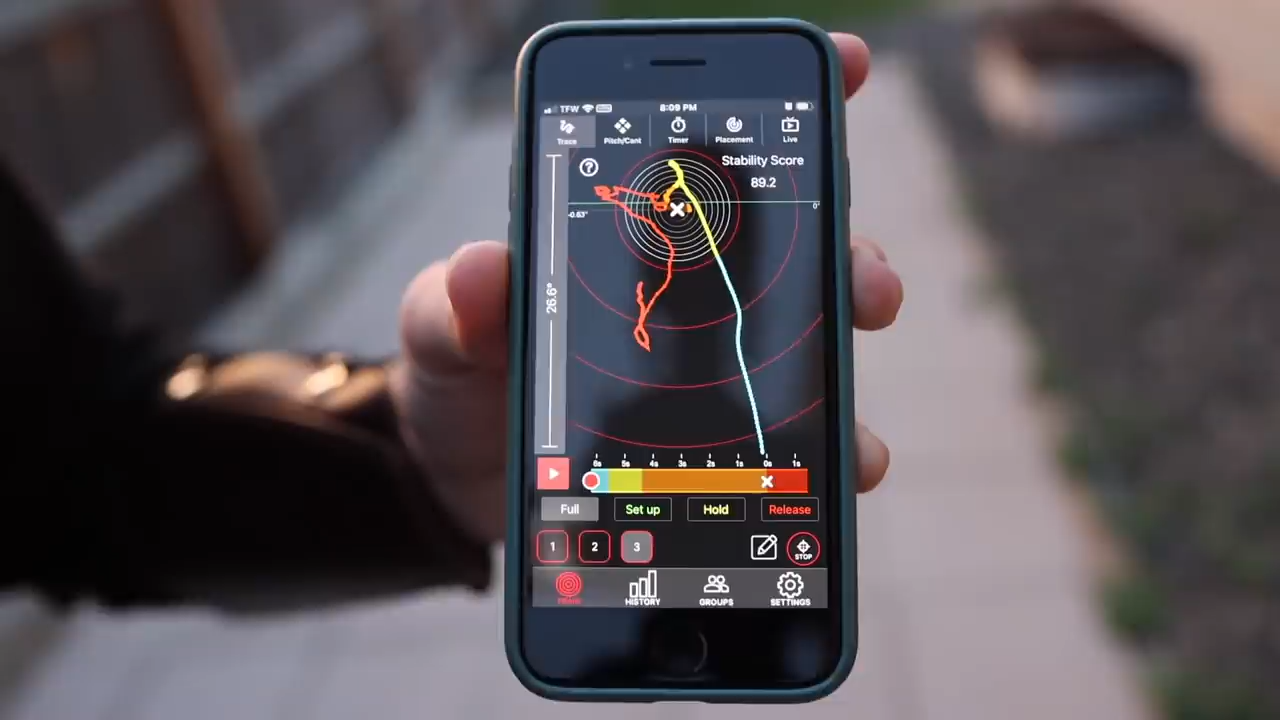 TFW 8:09 PM
Trace Pitch/Cant Timer Placement Live
? Stability Score
89.2
-0.63° 0°
26.6°
6s 5s 4s 3s 2s 1s 0s 1s
Full Set up Hold Release
1 2 3 STOP
TRAIN HISTORY GROUPS SETTINGS